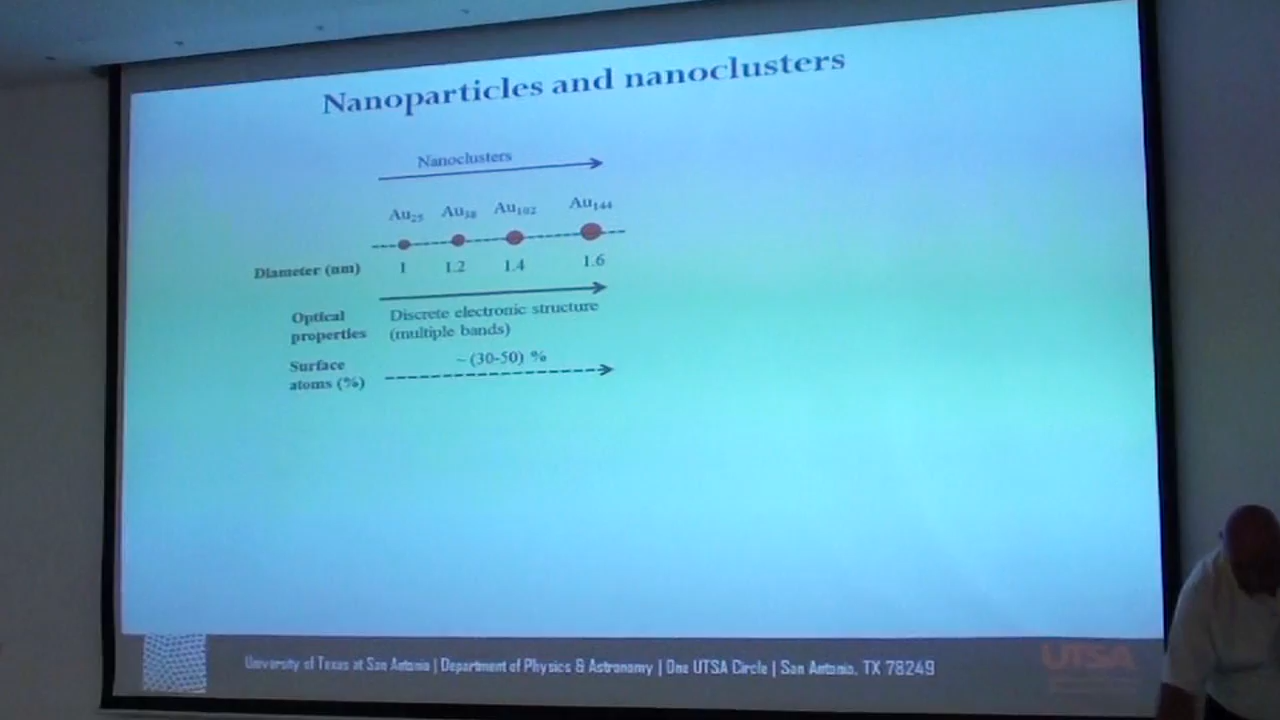 Nanoparticles and nanoclusters
Nanoclusters
Au25 Au38 Au102 Au144
Diameter (nm) 1 1.2 1.4 1.6
Optical properties
Discrete electronic structure
(multiple bands)
Surface atoms (%)
~ (30-50) %
University of Texas at San Antonio | Department of Physics & Astronomy | One UTSA Circle | San Antonio, TX 78249
UTSA